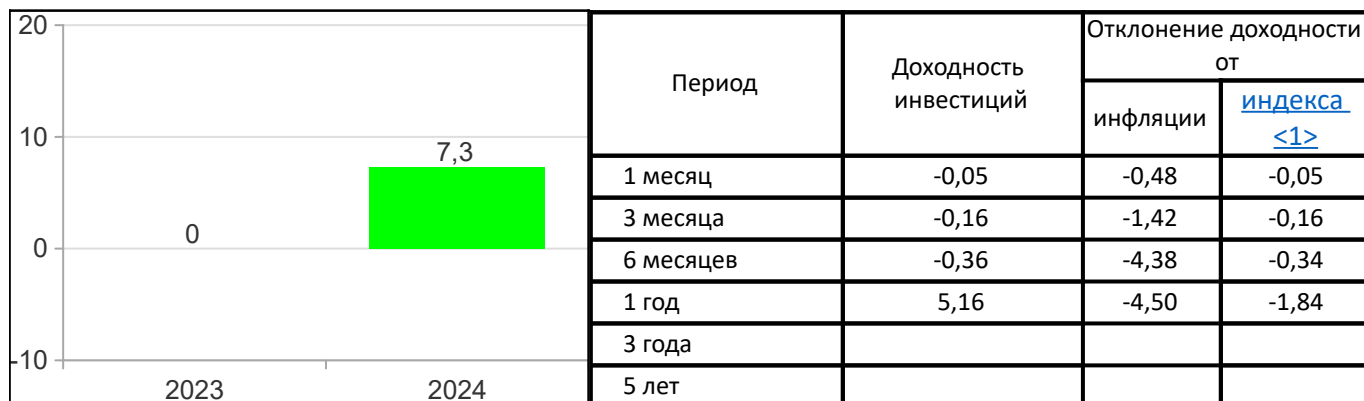 20
10
0
-10
0
7,3
2023
2024
Период
Доходность
инвестиций
Отклонение доходности
от
инфляции
индекса
<1>
1 месяц -0,05 -0,48 -0,05
3 месяца -0,16 -1,42 -0,16
6 месяцев -0,36 -4,38 -0,34
1 год 5,16 -4,50 -1,84
3 года
5 лет